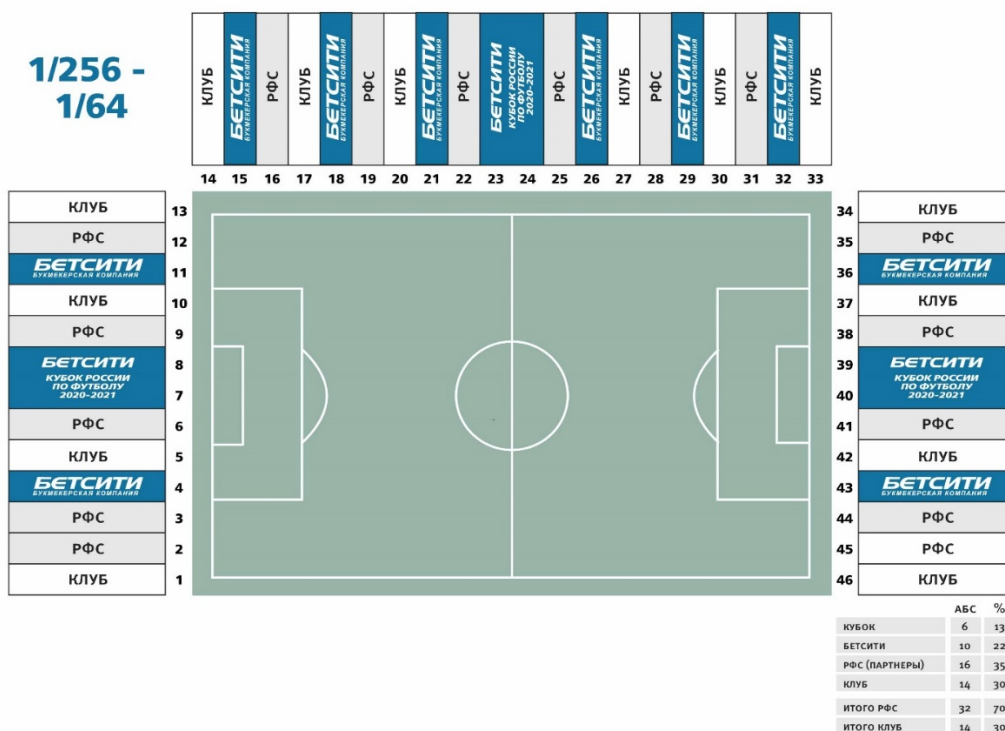 1/256 -
1/64
КЛУБ
БЕТСИТИ
БУКМЕКЕРСКАЯ КОМПАНИЯ
РФС
КЛУБ
БЕТСИТИ
БУКМЕКЕРСКАЯ КОМПАНИЯ
РФС
КЛУБ
БЕТСИТИ
БУКМЕКЕРСКАЯ КОМПАНИЯ
РФС
БЕТСИТИ
КУБОК РОССИИ
ПО ФУТБОЛУ
2020-2021
РФС
БЕТСИТИ
БУКМЕКЕРСКАЯ КОМПАНИЯ
КЛУБ
РФС
БЕТСИТИ
БУКМЕКЕРСКАЯ КОМПАНИЯ
КЛУБ
РФС
БЕТСИТИ
БУКМЕКЕРСКАЯ КОМПАНИЯ
КЛУБ
14 15 16 17 18 19 20 21 22 23 24 25 26 27 28 29 30 31 32 33
КЛУБ 13
РФС 12
БЕТСИТИ
БУКМЕКЕРСКАЯ КОМПАНИЯ
11
КЛУБ 10
РФС 9
БЕТСИТИ 8
КУБОК РОССИИ
ПО ФУТБОЛУ
2020-2021
7
РФС 6
КЛУБ 5
БЕТСИТИ
БУКМЕКЕРСКАЯ КОМПАНИЯ
4
РФС 3
РФС 2
КЛУБ 1
34 КЛУБ
35 РФС
36 БЕТСИТИ
БУКМЕКЕРСКАЯ КОМПАНИЯ
37 КЛУБ
38 РФС
39 БЕТСИТИ
КУБОК РОССИИ
40 ПО ФУТБОЛУ
2020-2021
41 РФС
42 КЛУБ
43 БЕТСИТИ
БУКМЕКЕРСКАЯ КОМПАНИЯ
44 РФС
45 РФС
46 КЛУБ
АБС %
КУБОК 6 13
БЕТСИТИ 10 22
РФС (ПАРТНЕРЫ) 16 35
КЛУБ 14 30
ИТОГО РФС 32 70
ИТОГО КЛУБ 14 30